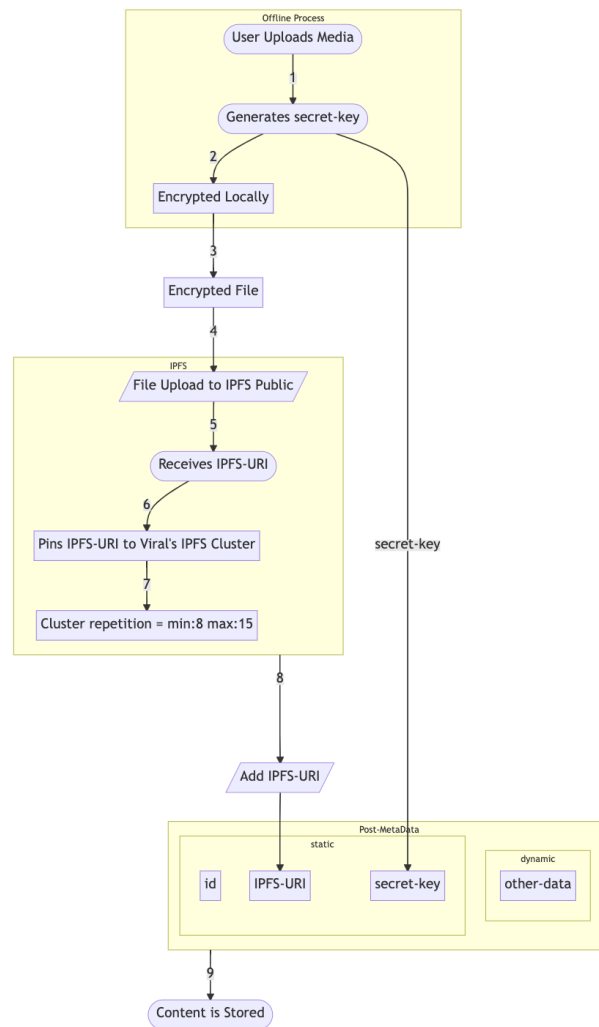 Offline Process
User Uploads Media
1
Generates secret-key
2
Encrypted Locally
3
Encrypted File
4
IPFS
File Upload to IPFS Public
5
Receives IPFS-URI
6
Pins IPFS-URI to Viral's IPFS Cluster
secret-key
7
Cluster repetition = min:8 max:15
8
Add IPFS-URI
Post-MetaData
static
dynamic
id
IPFS-URI
secret-key
other-data
9
Content is Stored